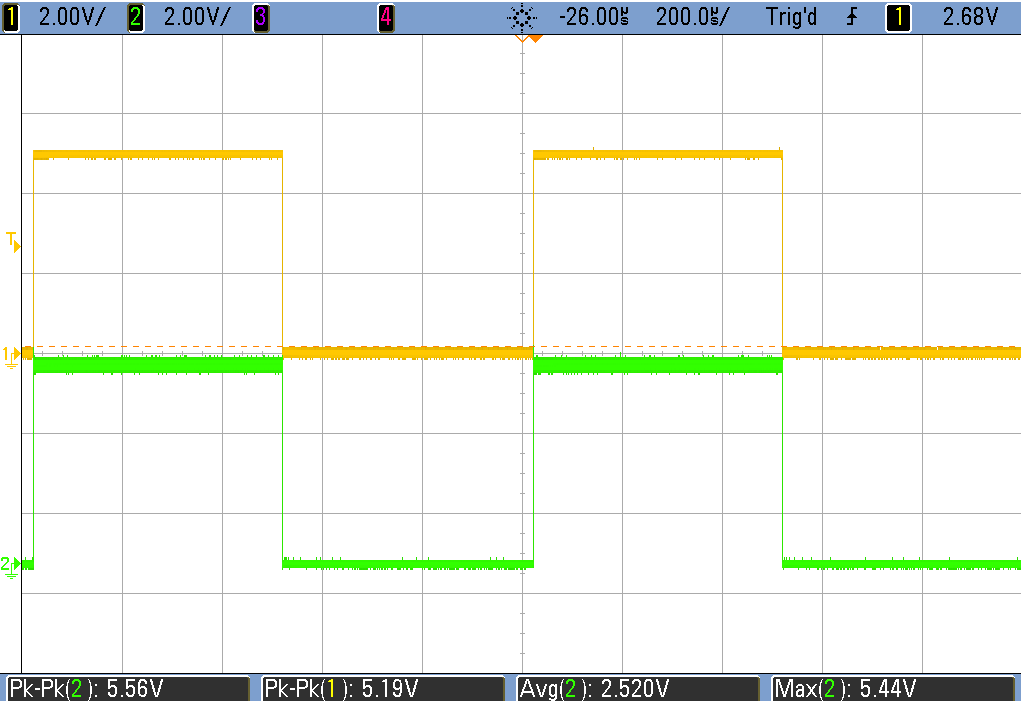 1 2.00V/ 2 2.00V/ 3 4 -26.00µs 200.0µs/ Trig'd 1 2.68V
T
1
2
Pk-Pk(2): 5.56V Pk-Pk(1): 5.19V Avg(2): 2.520V Max(2): 5.44V